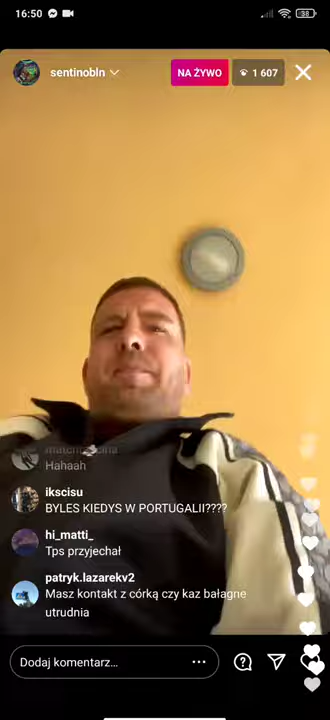 16:50
38
sentinobln
NA ŻYWO
1 607
Hahaah
ikscisu
BYLES KIEDYS W PORTUGALII????
hi_matti_
Tps przyjechał
patryk.lazarekv2
Masz kontakt z córką czy kaz bałagne
utrudnia
Dodaj komentarz...